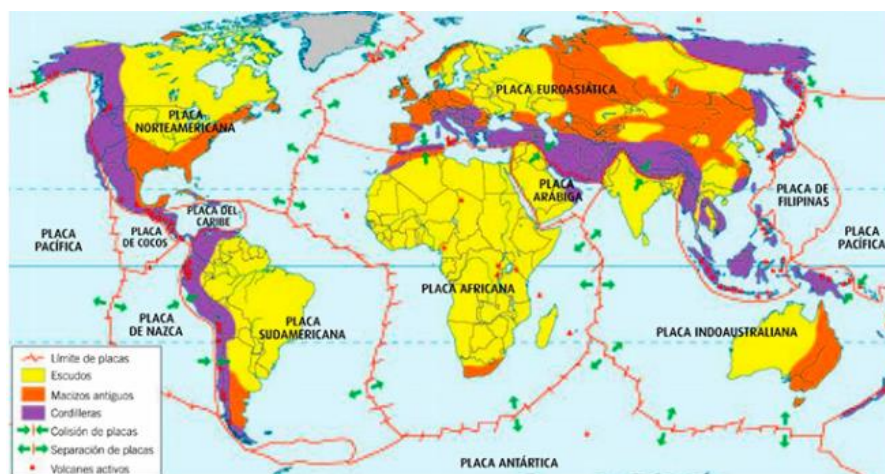 PLACA EUROASIÁTICA
PLACA
NORTEAMERICANA
PLACA
ARÁBIGA
PLACA DE
FILIPINAS
PLACA DEL
CARIBE
PLACA
PACÍFICA
PLACA
DE COCOS
PLACA
PACÍFICA
PLACA AFRICANA
PLACA
DE NAZCA
PLACA
SUDAMERICANA
PLACA INDOAUSTRALIANA
Límite de placas
Escudos
Macizos antiguos
Cordilleras
Colisión de placas
Separación de placas
Volcanes activos
PLACA ANTÁRTICA